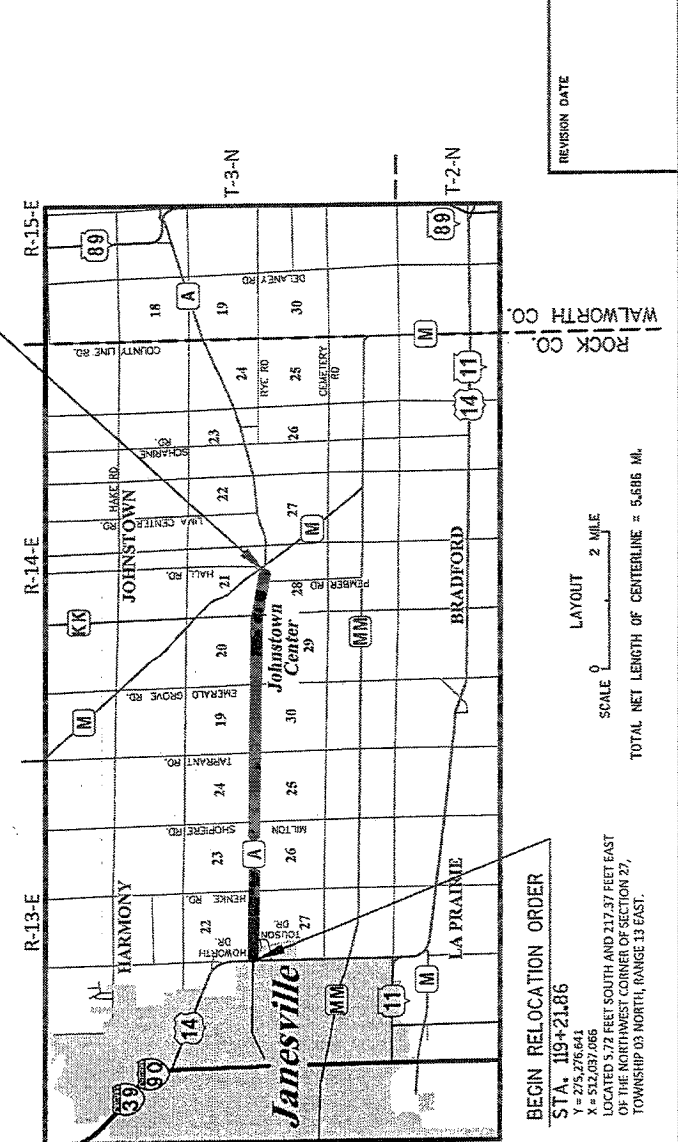 R-13-E
R-14-E
R-15-E
39
90
14
HARMONY
M
KK
JOHNSTOWN
HAKE RD
89
T-3-N
22
HOWORTH DR.
HENKE RD.
23
SHOPIERE RD.
24
TARRANT RD.
19
EMERALD GROVE RD.
20
HALL RD.
21
LIMA CENTER RD.
22
SCHARINE RD.
23
24
COUNTY LINE RD.
18
19
A
A
RYE RD
DELANEY RD
Janesville
TOUSON DR.
27
26
MILTON
25
30
Johnstown Center
29
28
PEMBER RD
27
M
26
25
CEMETERY RD
30
MM
MM
11
M
LA PRAIRIE
BRADFORD
14
11
M
89
T-2-N
ROCK CO.
WALWORTH CO.
BEGIN RELOCATION ORDER
STA. 119+21.86
Y = 275,276.641
X = 512,037.066
LOCATED 5.72 FEET SOUTH AND 217.37 FEET EAST
OF THE NORTHWEST CORNER OF SECTION 27,
TOWNSHIP 03 NORTH, RANGE 13 EAST.
LAYOUT
SCALE 0 2 MILE
TOTAL NET LENGTH OF CENTERLINE = 5.686 MI.
REVISION DATE